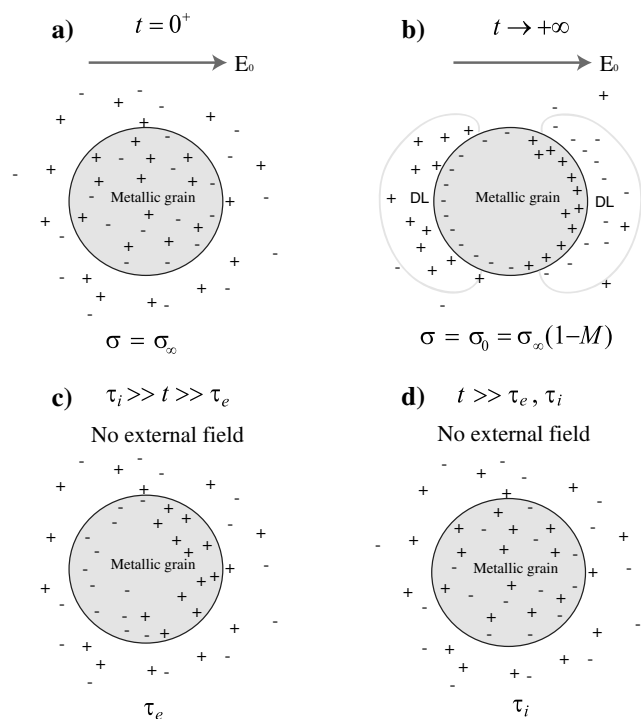 a) t = 0⁺
E₀
Metallic grain
σ = σ∞
b) t → +∞
E₀
DL Metallic grain DL
σ = σ₀ = σ∞(1−M)
c) τᵢ >> t >> τₑ
No external field
Metallic grain
τₑ
d) t >> τₑ , τᵢ
No external field
Metallic grain
τᵢ